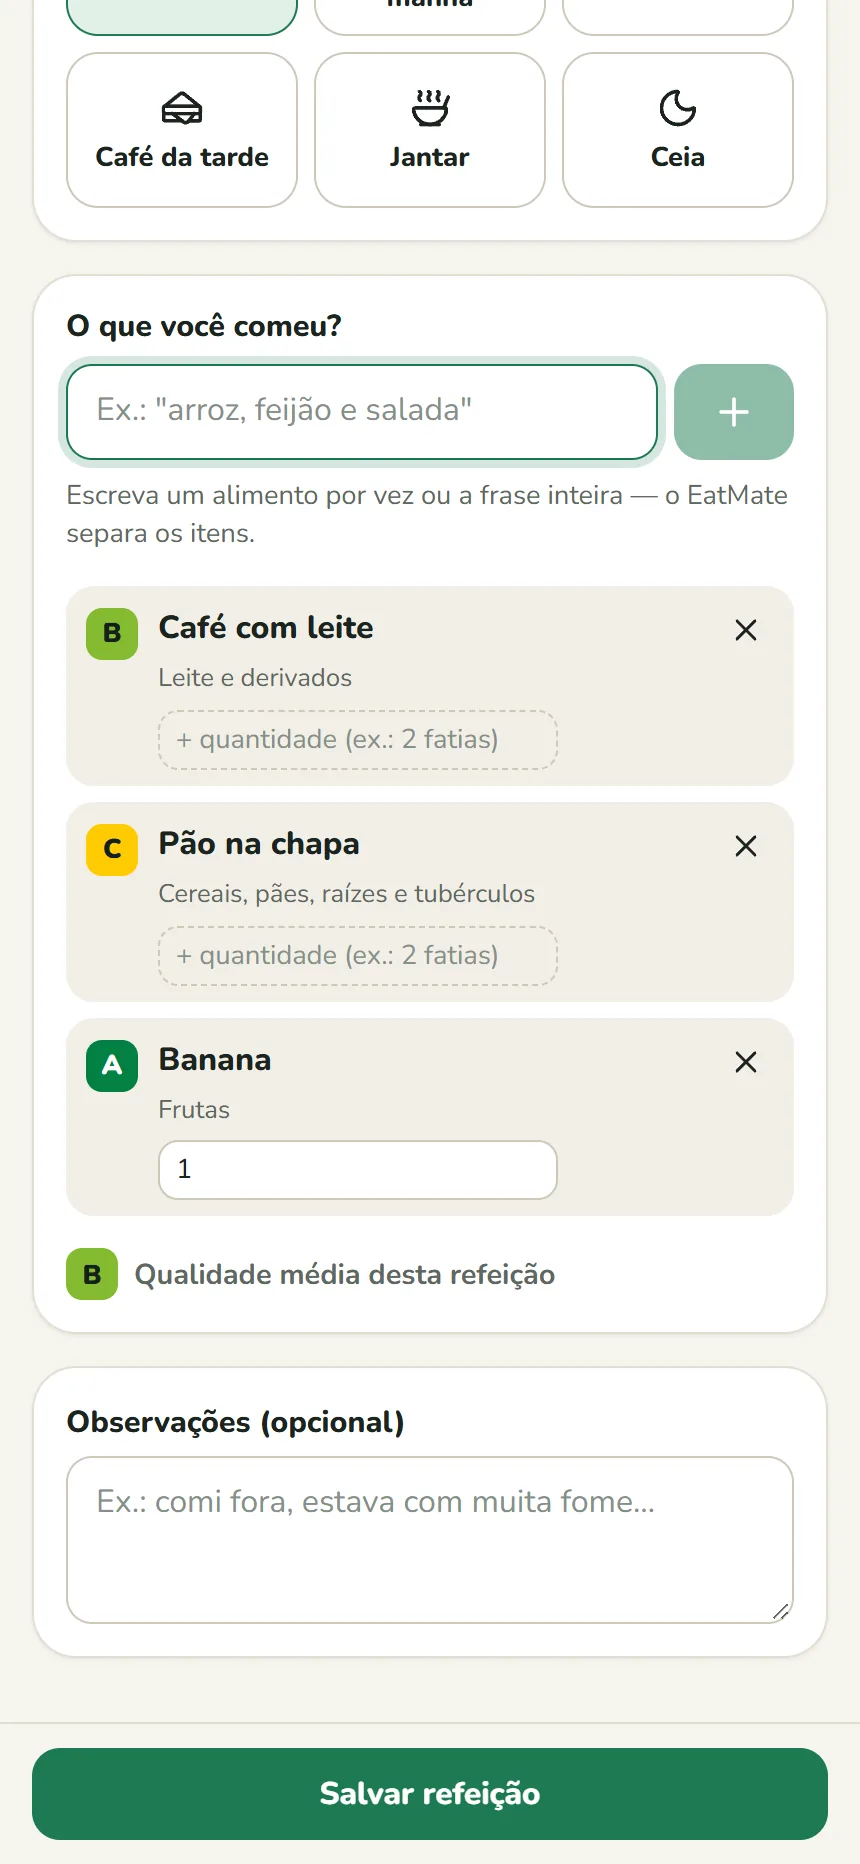 manhã
Café da tarde
Jantar
Ceia
O que você comeu?
Ex.: "arroz, feijão e salada"
Escreva um alimento por vez ou a frase inteira — o EatMate
separa os itens.
B
Café com leite
Leite e derivados
+ quantidade (ex.: 2 fatias)
C
Pão na chapa
Cereais, pães, raízes e tubérculos
+ quantidade (ex.: 2 fatias)
A
Banana
Frutas
1
B
Qualidade média desta refeição
Observações (opcional)
Ex.: comi fora, estava com muita fome...
Salvar refeição